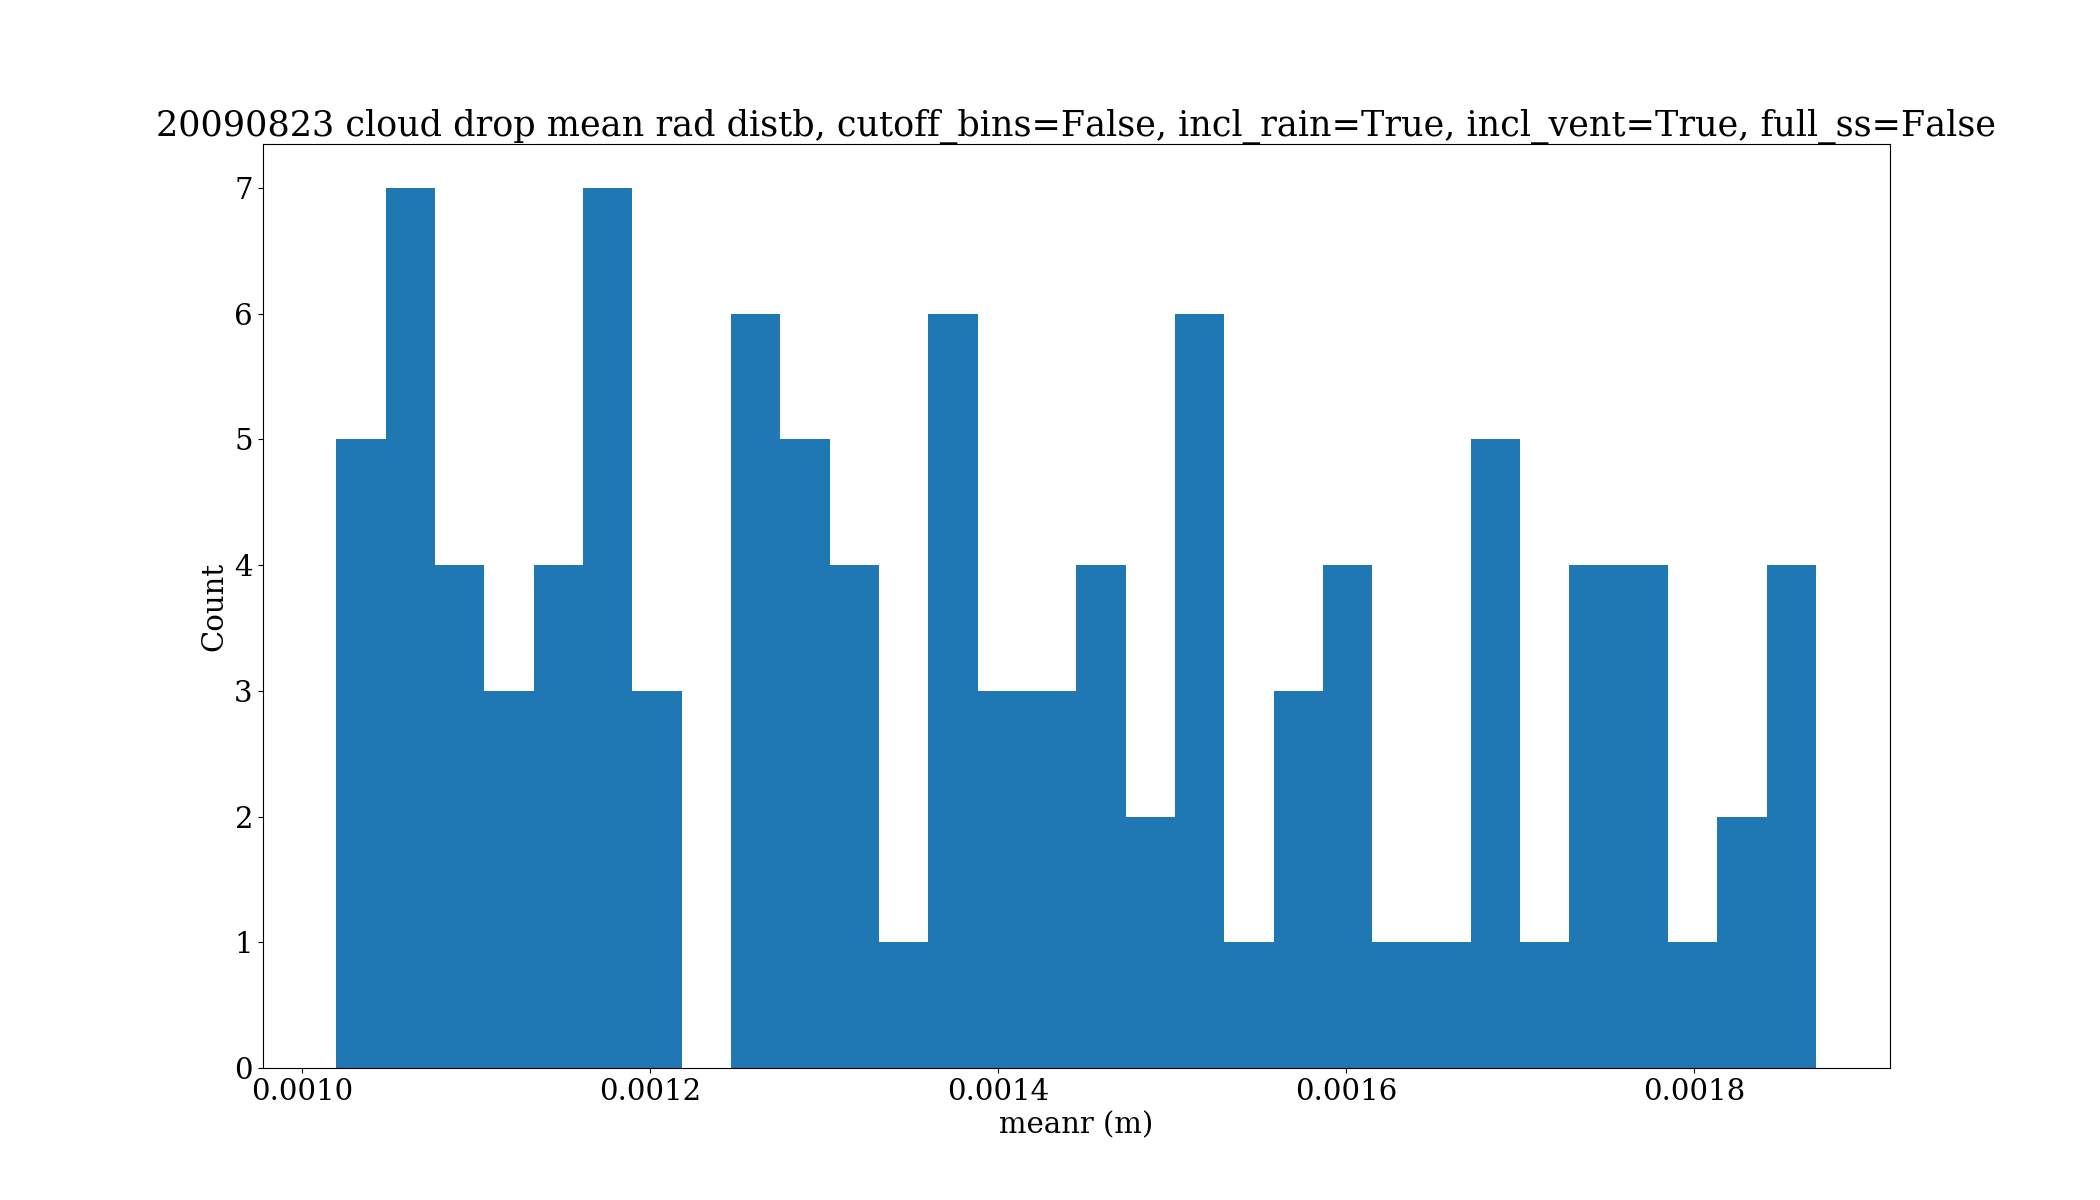 20090823 cloud drop mean rad distb, cutoff_bins=False, incl_rain=True, incl_vent=True, full_ss=False
7
6
5
4
3
2
1
0
Count
0.0010 0.0012 0.0014 0.0016 0.0018
meanr (m)